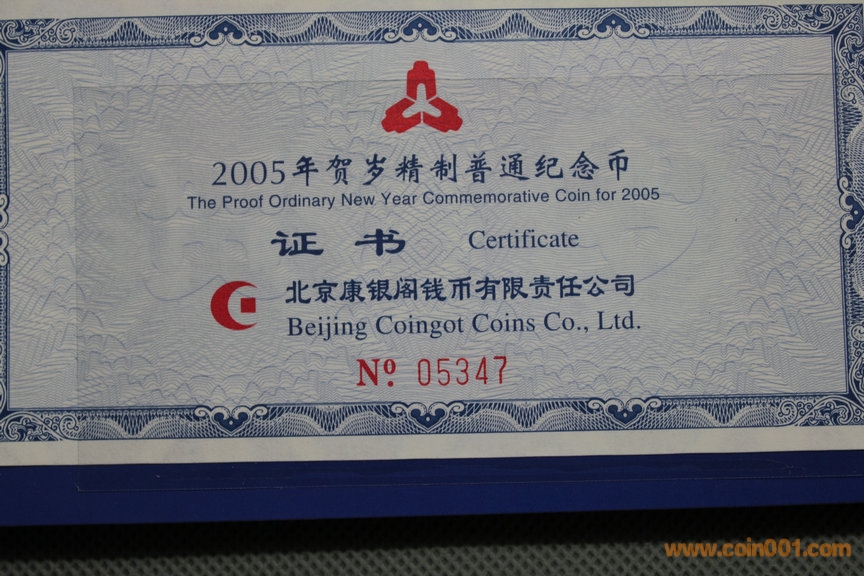 2005年贺岁精制普通纪念币
The Proof Ordinary New Year Commemorative Coin for 2005
证书 Certificate
北京康银阁钱币有限责任公司
Beijing Coingot Coins Co., Ltd.
Nº 05347
www.coin001.com